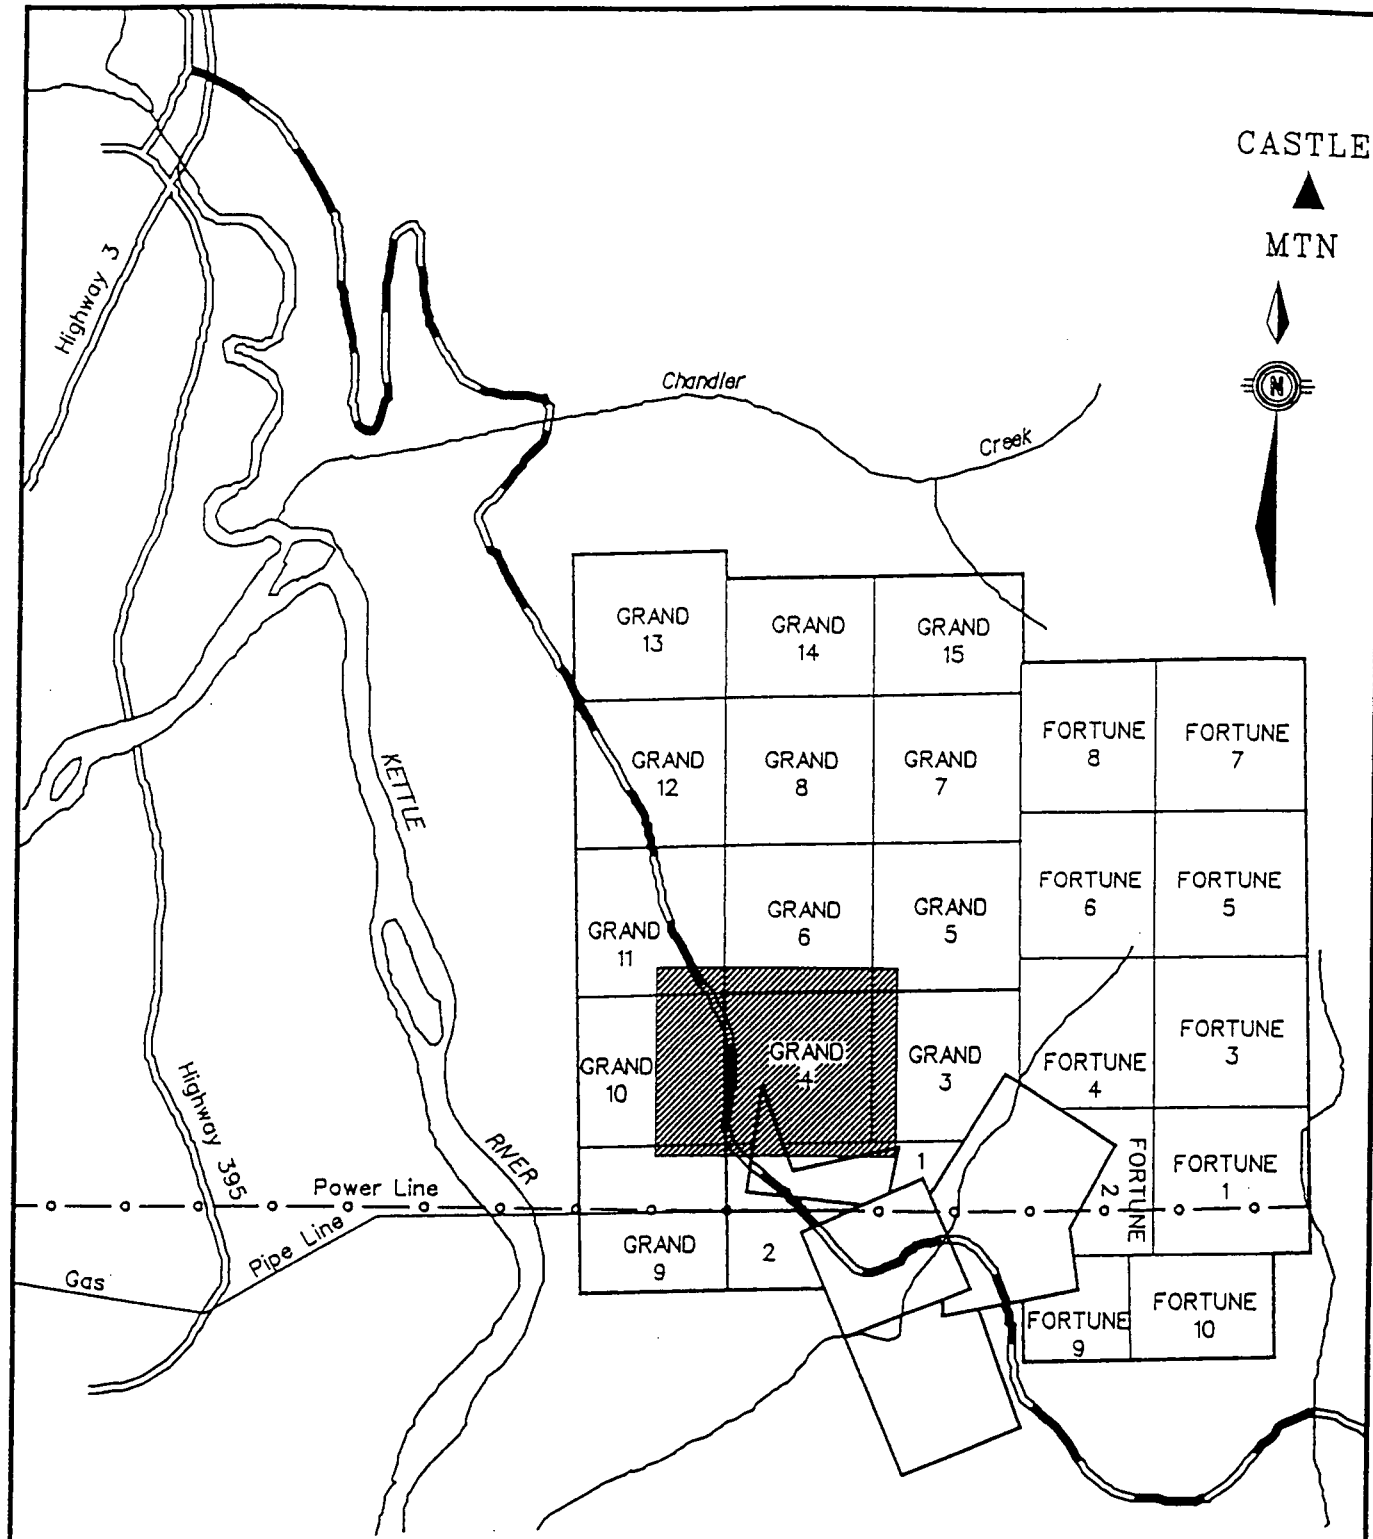 CASTLE
MTN
N
Highway 3
Chandler
Creek
GRAND
13
GRAND
14
GRAND
15
FORTUNE
8
FORTUNE
7
KETTLE
GRAND
12
GRAND
8
GRAND
7
FORTUNE
6
FORTUNE
5
GRAND
11
GRAND
6
GRAND
5
GRAND
10
GRAND
4
GRAND
3
FORTUNE
4
FORTUNE
3
Highway 395
RIVER
1
FORTUNE
2
FORTUNE
1
Power Line
Gas
Pipe Line
GRAND
9
2
FORTUNE
9
FORTUNE
10